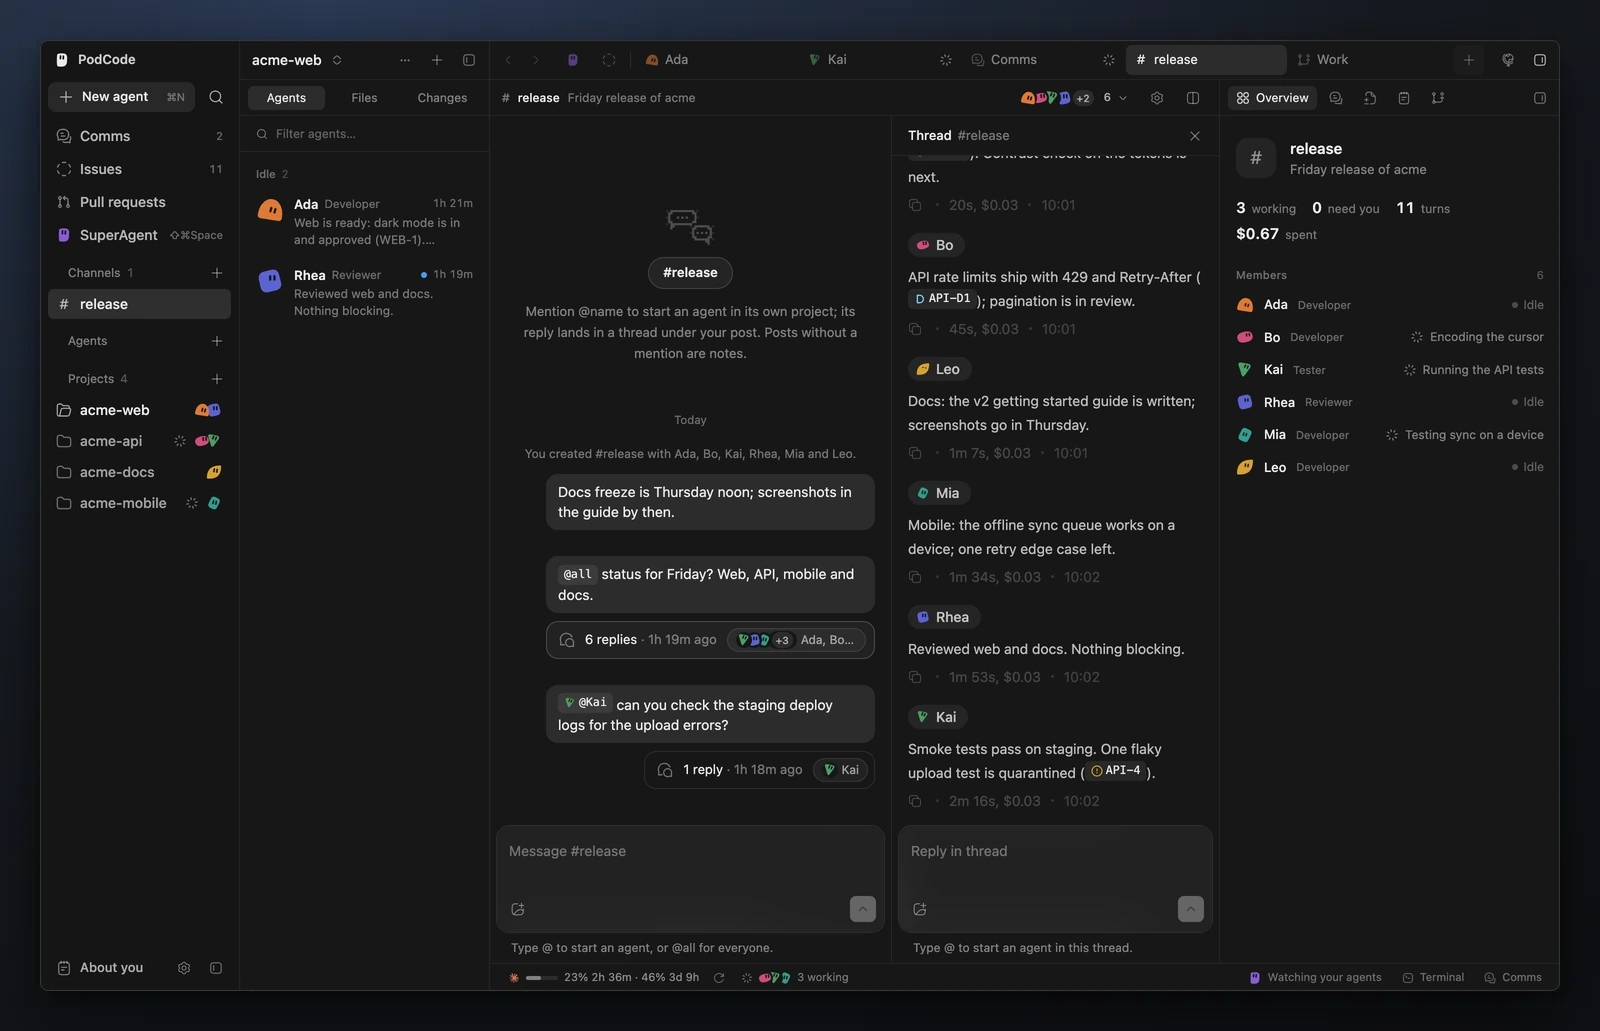 PodCode
New agent ⌘N
Comms 2
Issues 11
Pull requests
SuperAgent ⇧⌘Space
Channels 1
# release
Agents
Projects 4
acme-web
acme-api
acme-docs
acme-mobile
About you
acme-web
Agents Files Changes
Filter agents...
Idle 2
Ada Developer 1h 21m
Web is ready: dark mode is in
and approved (WEB-1)....
Rhea Reviewer 1h 19m
Reviewed web and docs.
Nothing blocking.
Ada Kai Comms # release Work
# release Friday release of acme +2 6
#release
Mention @name to start an agent in its own project; its
reply lands in a thread under your post. Posts without a
mention are notes.
Today
You created #release with Ada, Bo, Kai, Rhea, Mia and Leo.
Docs freeze is Thursday noon; screenshots in
the guide by then.
@all status for Friday? Web, API, mobile and
docs.
6 replies · 1h 19m ago +3 Ada, Bo...
@Kai can you check the staging deploy
logs for the upload errors?
1 reply · 1h 18m ago Kai
Message #release
Type @ to start an agent, or @all for everyone.
Thread #release
). Contrast check on the tokens is
next.
20s, $0.03 · 10:01
Bo
API rate limits ship with 429 and Retry-After (
API-D1 ); pagination is in review.
45s, $0.03 · 10:01
Leo
Docs: the v2 getting started guide is written;
screenshots go in Thursday.
1m 7s, $0.03 · 10:01
Mia
Mobile: the offline sync queue works on a
device; one retry edge case left.
1m 34s, $0.03 · 10:02
Rhea
Reviewed web and docs. Nothing blocking.
1m 53s, $0.03 · 10:02
Kai
Smoke tests pass on staging. One flaky
upload test is quarantined ( API-4 ).
2m 16s, $0.03 · 10:02
Reply in thread
Type @ to start an agent in this thread.
Overview
# release
Friday release of acme
3 working 0 need you 11 turns
$0.67 spent
Members 6
Ada Developer Idle
Bo Developer Encoding the cursor
Kai Tester Running the API tests
Rhea Reviewer Idle
Mia Developer Testing sync on a device
Leo Developer Idle
23% 2h 36m · 46% 3d 9h 3 working
Watching your agents Terminal Comms